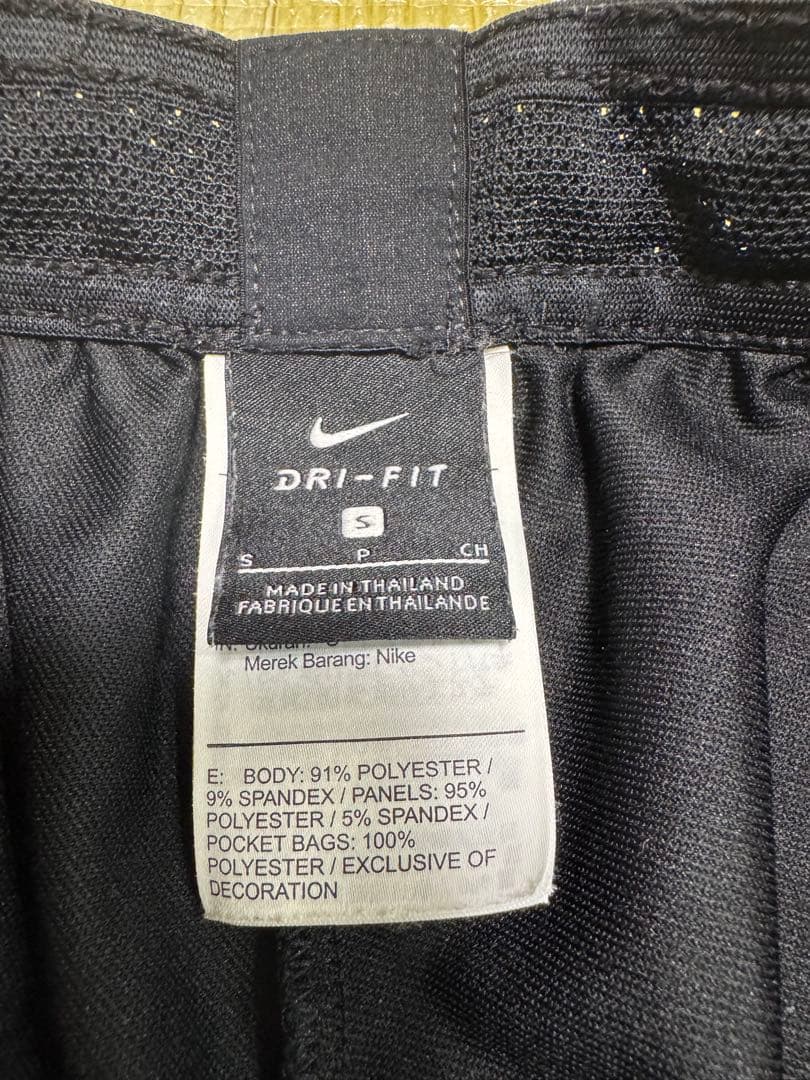 DRI-FIT
S
S P CH
MADE IN THAILAND
FABRIQUE EN THAILANDE
Merek Barang: Nike
E: BODY: 91% POLYESTER /
9% SPANDEX / PANELS: 95%
POLYESTER / 5% SPANDEX /
POCKET BAGS: 100%
POLYESTER / EXCLUSIVE OF
DECORATION